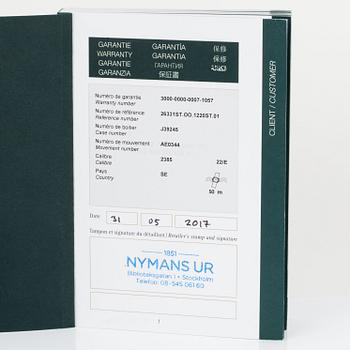 GARANTIE GARANTÍA 保修
WARRANTY GARANTIA 保修
GARANTIE ГАРАНТИЯ
GARANZIA 保証書
CLIENT / CUSTOMER
Numéro de garantie 3000-0000-0007-1057
Warranty number
Numéro de référence 26331ST.OO.1220ST.01
Reference number
Numéro de boîtier J39245
Case number
Numéro de mouvement AE0344
Movement number
Calibre 2385 22/E
Calibre
Pays SE
Country 50 m
Date 31 05 2017
Tampon et signature du détaillant / Retailer's stamp and signature
1851
NYMANS UR
Biblioteksgatan 1 • Stockholm
Telefon: 08-545 061 60
1